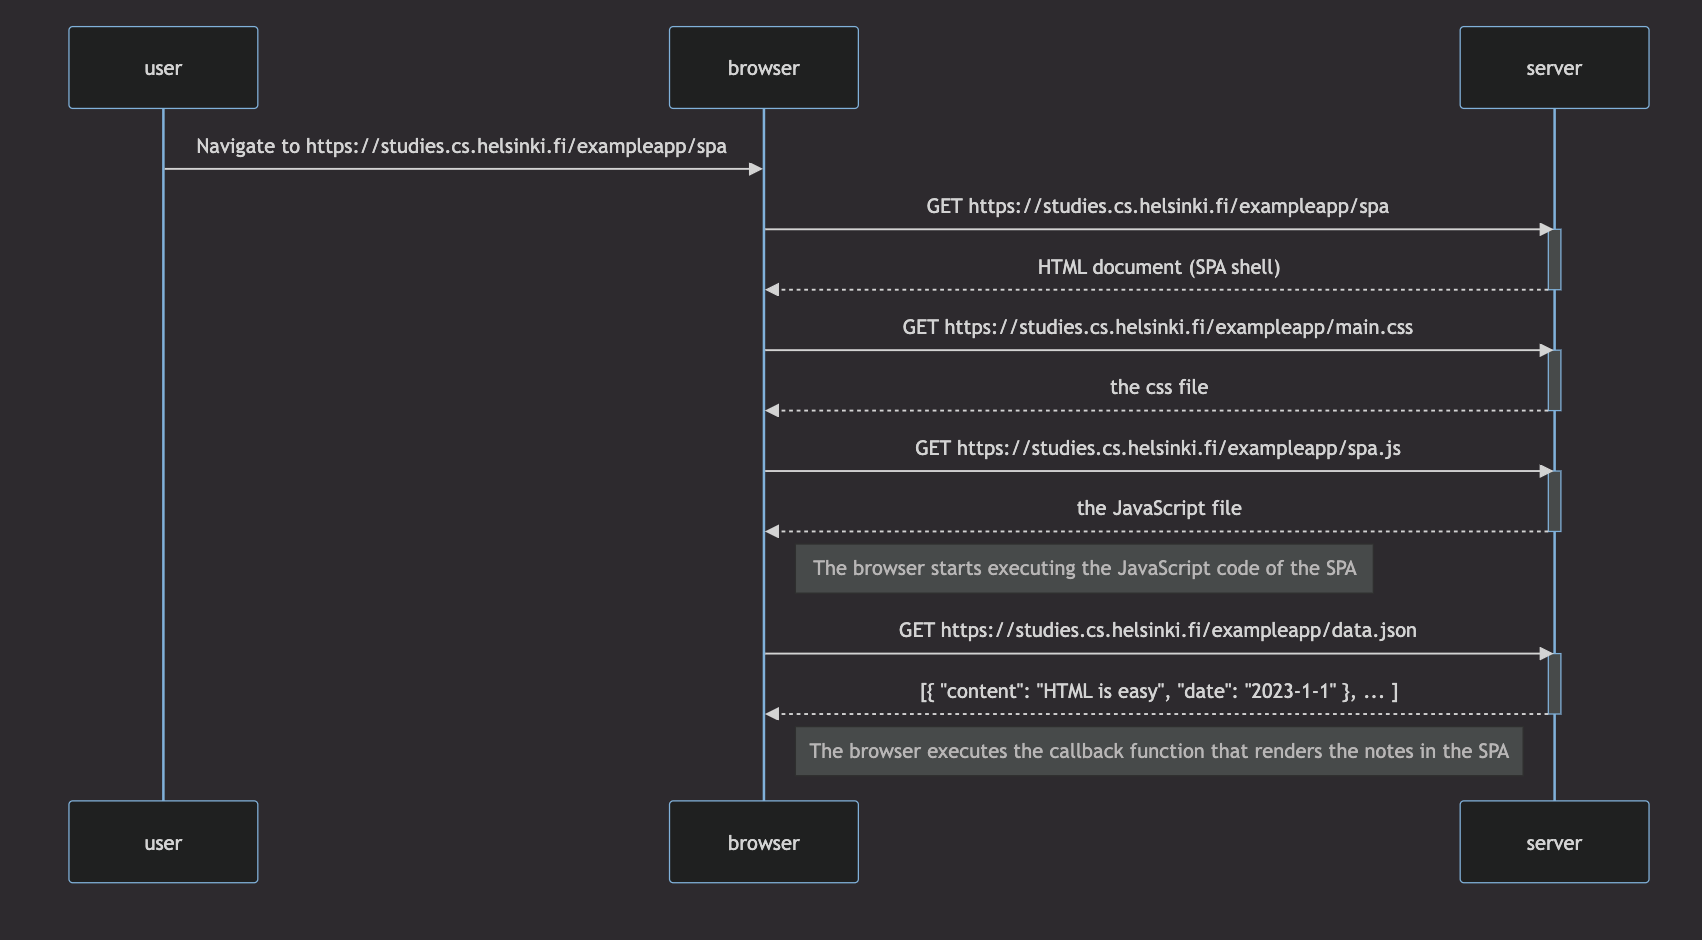 user
browser
server
Navigate to https://studies.cs.helsinki.fi/exampleapp/spa
GET https://studies.cs.helsinki.fi/exampleapp/spa
HTML document (SPA shell)
GET https://studies.cs.helsinki.fi/exampleapp/main.css
the css file
GET https://studies.cs.helsinki.fi/exampleapp/spa.js
the JavaScript file
The browser starts executing the JavaScript code of the SPA
GET https://studies.cs.helsinki.fi/exampleapp/data.json
[{ "content": "HTML is easy", "date": "2023-1-1" }, ... ]
The browser executes the callback function that renders the notes in the SPA
user
browser
server